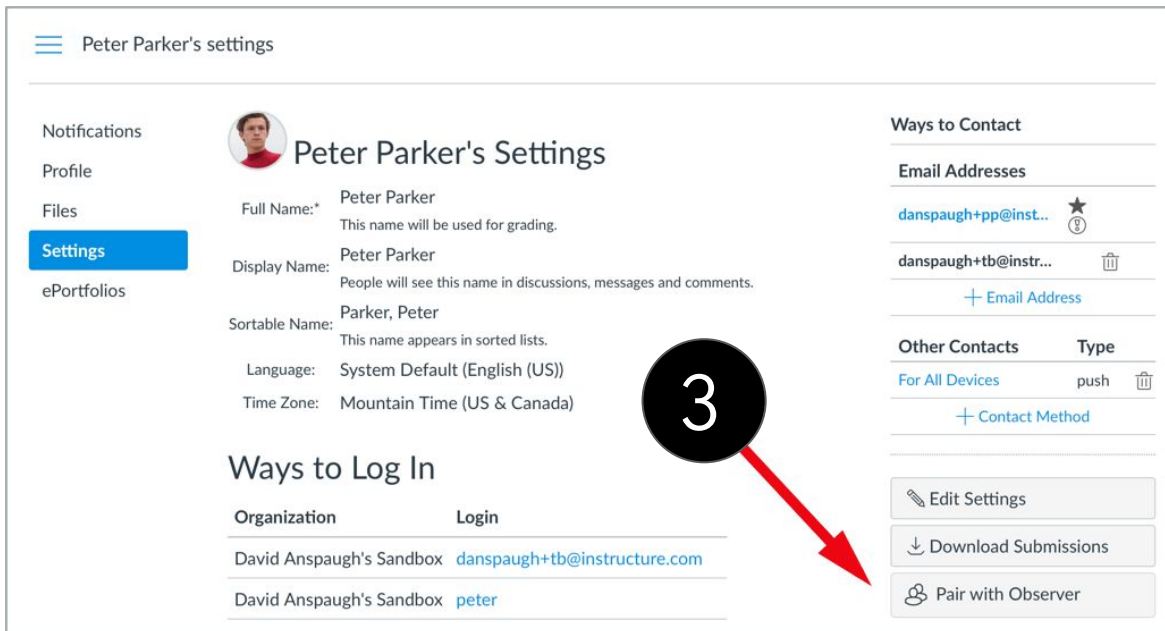 Peter Parker's settings
Notifications
Profile
Files
Settings
ePortfolios
Peter Parker's Settings
Full Name:* Peter Parker
This name will be used for grading.
Display Name: Peter Parker
People will see this name in discussions, messages and comments.
Sortable Name: Parker, Peter
This name appears in sorted lists.
Language: System Default (English (US))
Time Zone: Mountain Time (US & Canada)
Ways to Log In
Organization Login
David Anspaugh's Sandbox danspaugh+tb@instructure.com
David Anspaugh's Sandbox peter
3
Ways to Contact
Email Addresses
danspaugh+pp@inst...
danspaugh+tb@instr...
+ Email Address
Other Contacts Type
For All Devices push
+ Contact Method
Edit Settings
Download Submissions
Pair with Observer